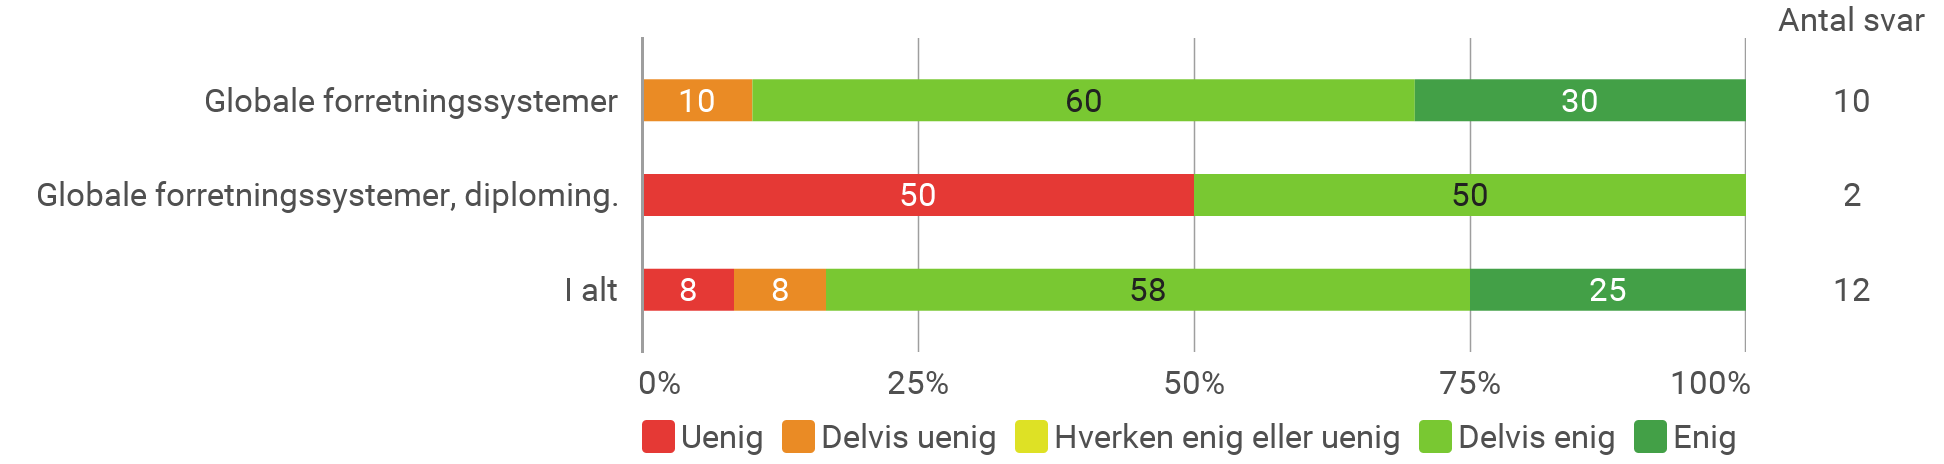 Antal svar
Globale forretningssystemer 10 60 30 10
Globale forretningssystemer, diploming. 50 50 2
I alt 8 8 58 25 12
0% 25% 50% 75% 100%
Uenig Delvis uenig Hverken enig eller uenig Delvis enig Enig